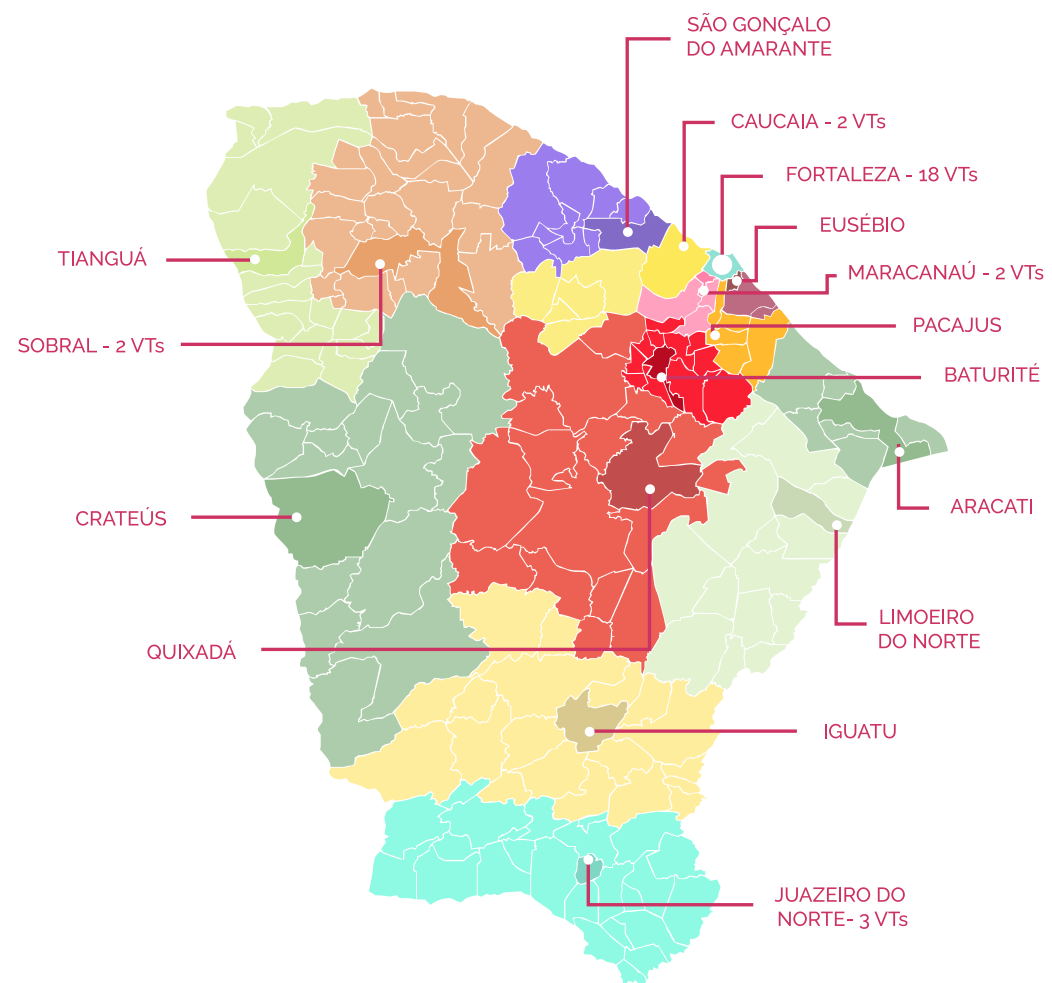 SÃO GONÇALO
DO AMARANTE
CAUCAIA - 2 VTs
FORTALEZA - 18 VTs
EUSÉBIO
TIANGUÁ
MARACANAÚ - 2 VTs
PACAJUS
SOBRAL - 2 VTs
BATURITÉ
CRATEÚS
ARACATI
LIMOEIRO
DO NORTE
QUIXADÁ
IGUATU
JUAZEIRO DO
NORTE- 3 VTs